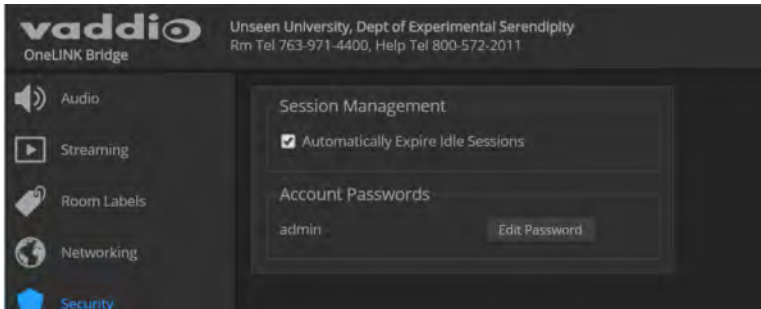 vaddio
OneLINK Bridge
Unseen University, Dept of Experimental Serendipity
Rm Tel 763-971-4400, Help Tel 800-572-2011
Audio
Streaming
Room Labels
Networking
Security
Session Management
Automatically Expire Idle Sessions
Account Passwords
admin
Edit Password